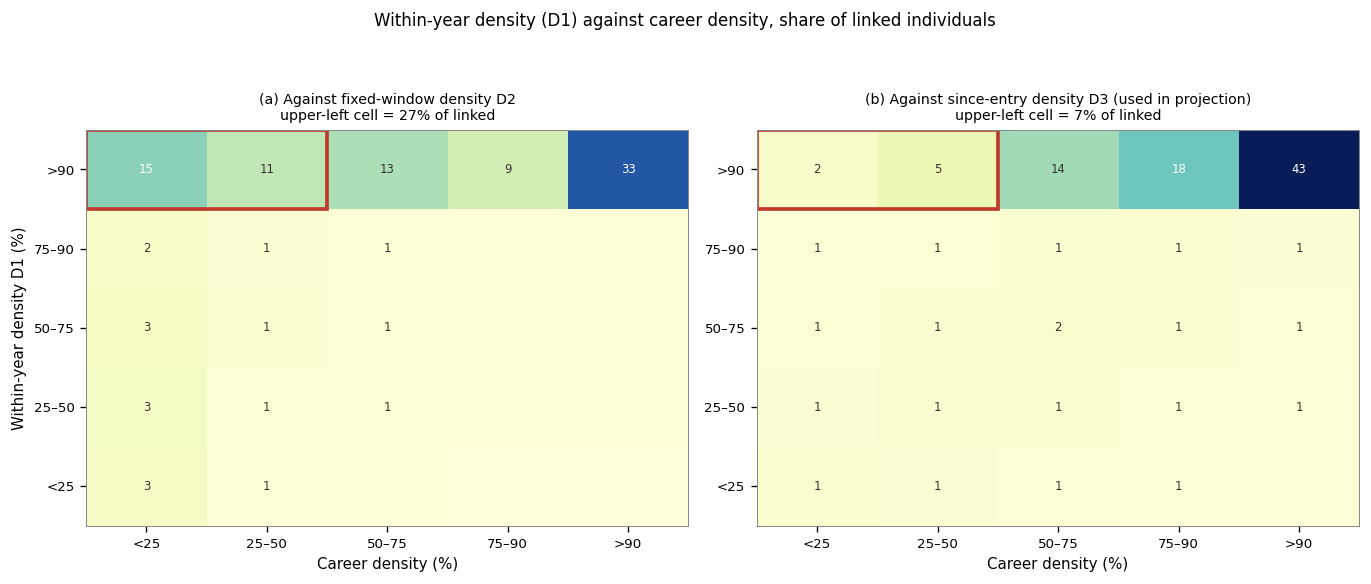 Within-year density (D1) against career density, share of linked individuals
(a) Against fixed-window density D2
upper-left cell = 27% of linked
Within-year density D1 (%)
>90
15 11 13 9 33
75–90
2 1 1
50–75
3 1 1
25–50
3 1 1
<25
3 1
<25 25–50 50–75 75–90 >90
Career density (%)
(b) Against since-entry density D3 (used in projection)
upper-left cell = 7% of linked
>90
2 5 14 18 43
75–90
1 1 1 1 1
50–75
1 1 2 1 1
25–50
1 1 1 1 1
<25
1 1 1 1
<25 25–50 50–75 75–90 >90
Career density (%)